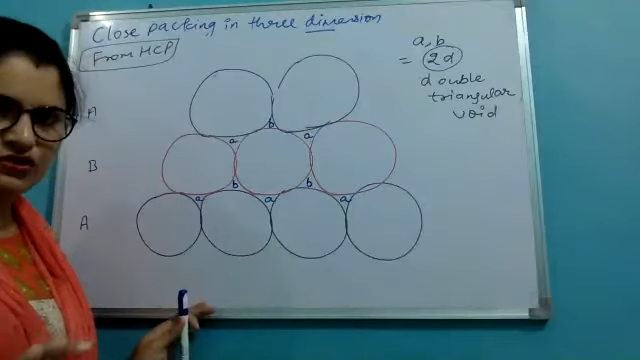 Close packing in three dimension
From HCP
a, b
= 2d
double
triangular
void
A
b
a
a
B
b
b
a
a
a
A